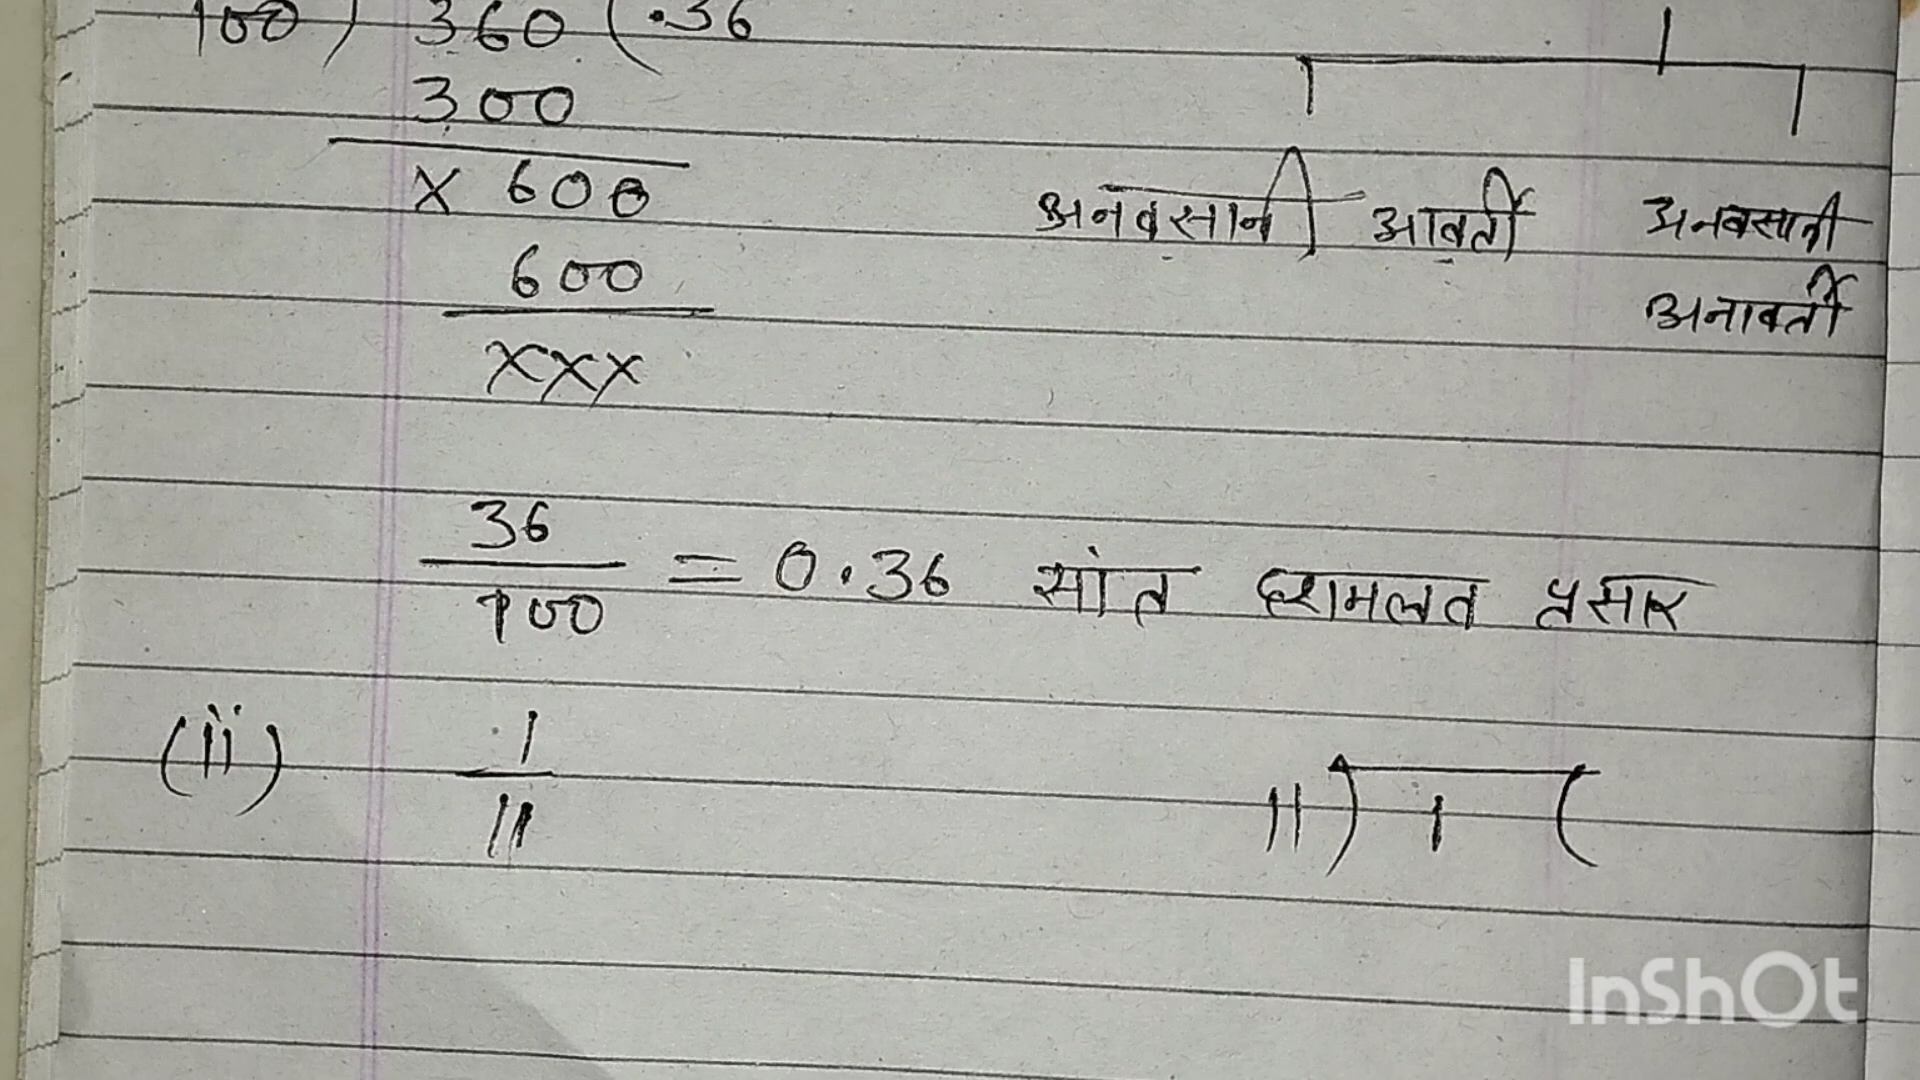 100) 360 (.36
300
× 600
600
×××
अनवसानी आवर्ती अनवसानी
अनावर्ती
36/100 = 0.36 सांत दशमलव प्रसार
(ii) 1/11 11) 1 (
InShOt